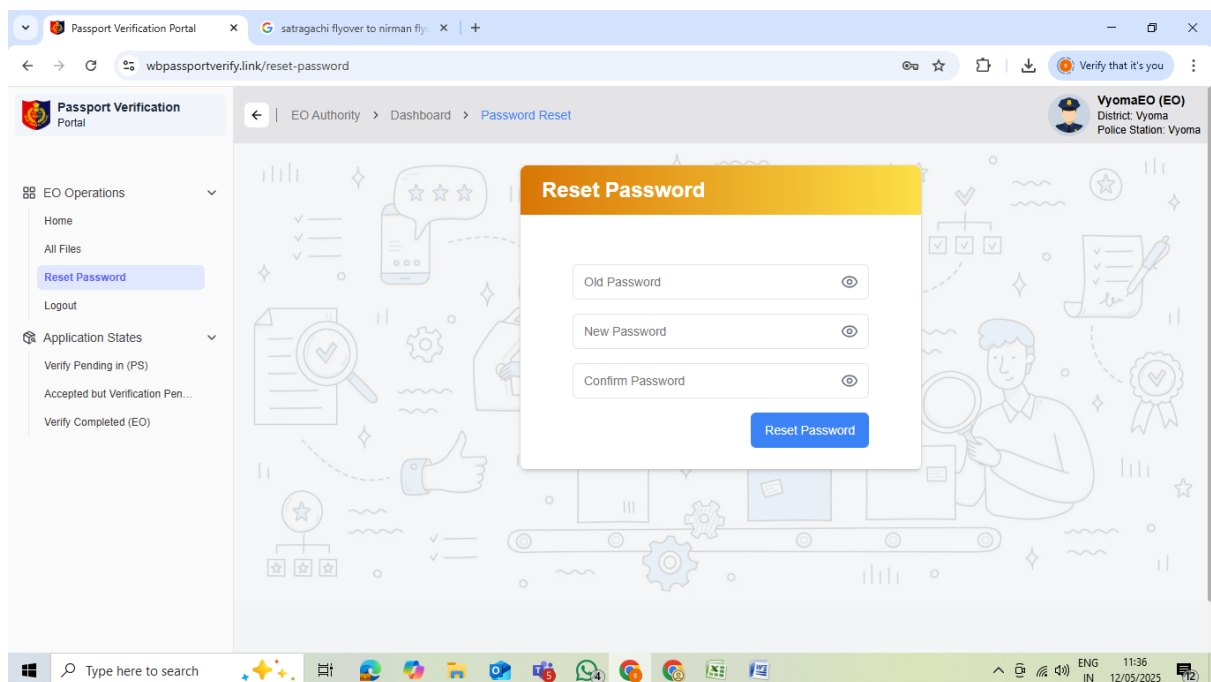 Passport Verification Portal
satragachi flyover to nirman fly
wbpassportverify.link/reset-password
Verify that it's you
Passport Verification
Portal
EO Authority > Dashboard > Password Reset
VyomaEO (EO)
District: Vyoma
Police Station: Vyoma
EO Operations
Home
All Files
Reset Password
Logout
Application States
Verify Pending in (PS)
Accepted but Verification Pen...
Verify Completed (EO)
Reset Password
Old Password
New Password
Confirm Password
Reset Password
Type here to search
5
4
ENG
IN
11:36
12/05/2025
12